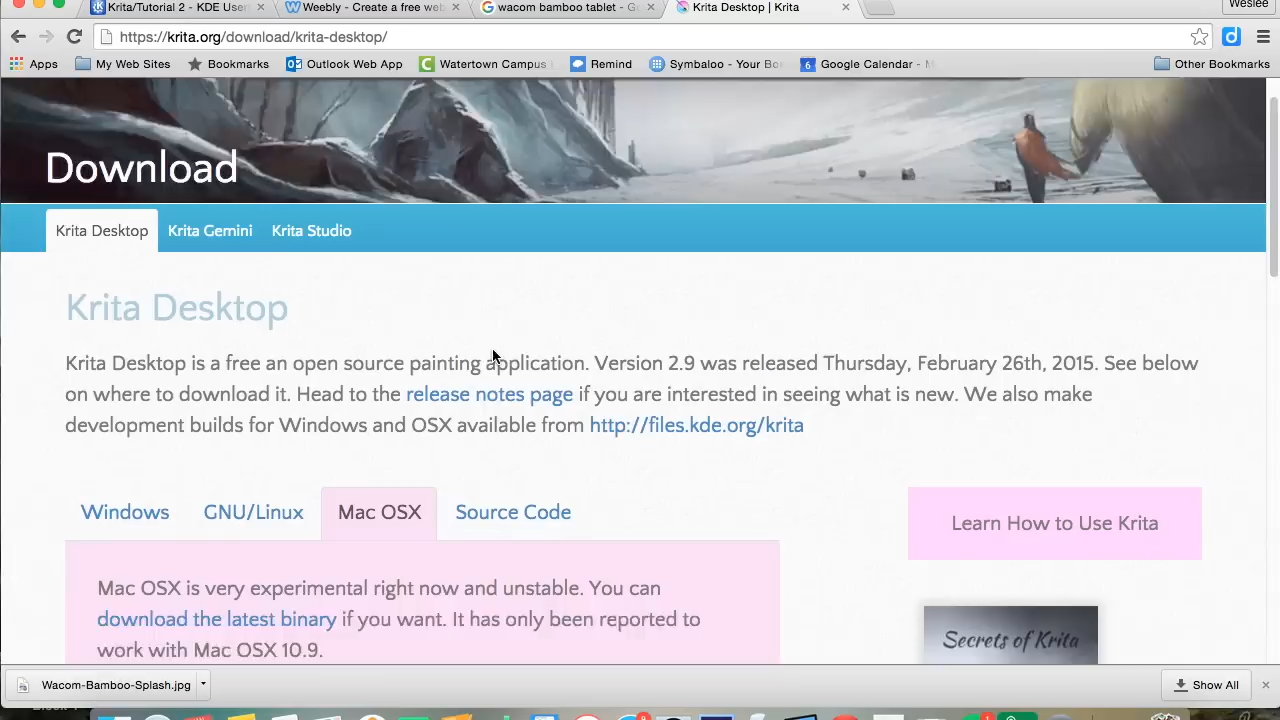 Krita/Tutorial 2 - KDE User
Weebly - Create a free web
wacom bamboo tablet - G
Krita Desktop | Krita
Weslee
https://krita.org/download/krita-desktop/
Apps
My Web Sites
Bookmarks
Outlook Web App
Watertown Campus
Remind
Symbaloo - Your Bo
Google Calendar -
Other Bookmarks
Download
Krita Desktop
Krita Gemini
Krita Studio
Krita Desktop
Krita Desktop is a free an open source painting application. Version 2.9 was released Thursday, February 26th, 2015. See below
on where to download it. Head to the release notes page if you are interested in seeing what is new. We also make
development builds for Windows and OSX available from http://files.kde.org/krita
Windows
GNU/Linux
Mac OSX
Source Code
Learn How to Use Krita
Mac OSX is very experimental right now and unstable. You can
download the latest binary if you want. It has only been reported to
work with Mac OSX 10.9.
Secrets of Krita
Wacom-Bamboo-Splash.jpg
Show All